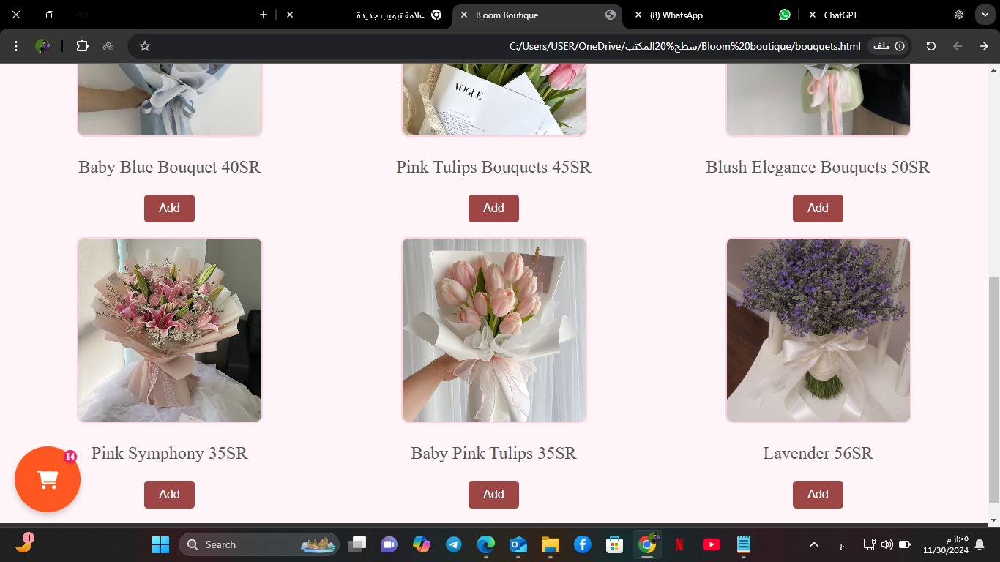 علامة تبويب جديدة
Bloom Boutique
(8) WhatsApp
ChatGPT
C:/Users/USER/OneDrive/سطح%20المكتب/Bloom%20boutique/bouquets.html
ملف
VOGUE
Baby Blue Bouquet 40SR
Pink Tulips Bouquets 45SR
Blush Elegance Bouquets 50SR
Add
Add
Add
14
Pink Symphony 35SR
Baby Pink Tulips 35SR
Lavender 56SR
Add
Add
Add
1
Search
ع
١١:٠٥ م
11/30/2024